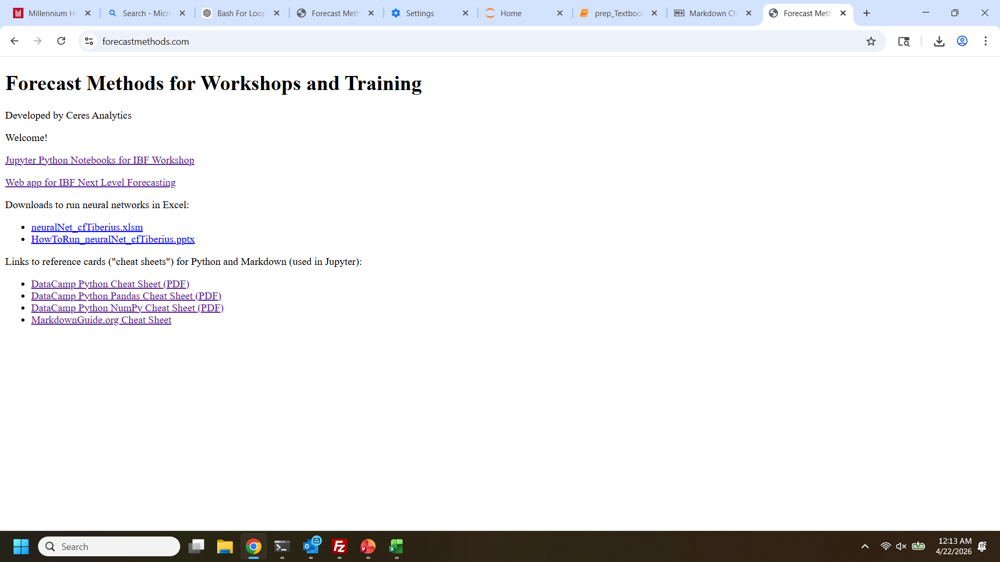 Millennium H
Search - Micr
Bash For Loop
Forecast Meth
Settings
Home
prep_Textbook
Markdown Ch
Forecast Meth
forecastmethods.com
Forecast Methods for Workshops and Training
Developed by Ceres Analytics
Welcome!
Jupyter Python Notebooks for IBF Workshop
Web app for IBF Next Level Forecasting
Downloads to run neural networks in Excel:
neuralNet_cfTiberius.xlsm
HowToRun_neuralNet_cfTiberius.pptx
Links to reference cards ("cheat sheets") for Python and Markdown (used in Jupyter):
DataCamp Python Cheat Sheet (PDF)
DataCamp Python Pandas Cheat Sheet (PDF)
DataCamp Python NumPy Cheat Sheet (PDF)
MarkdownGuide.org Cheat Sheet
Search
12:13 AM
4/22/2026